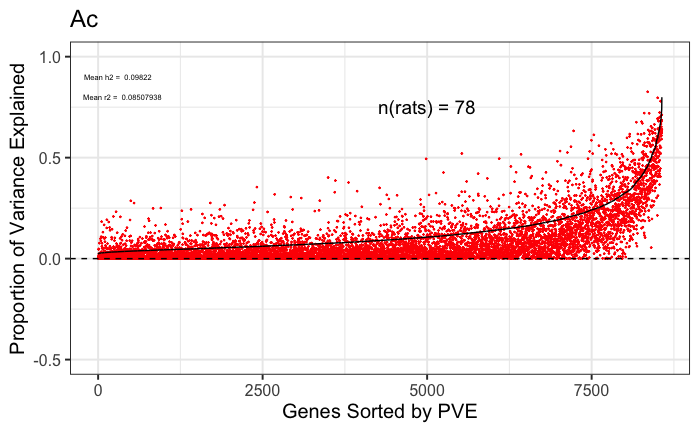 Ac
Proportion of Variance Explained
1.0
0.5
0.0
-0.5
Mean h2 = 0.09822
Mean r2 = 0.08507938
n(rats) = 78
0 2500 5000 7500
Genes Sorted by PVE